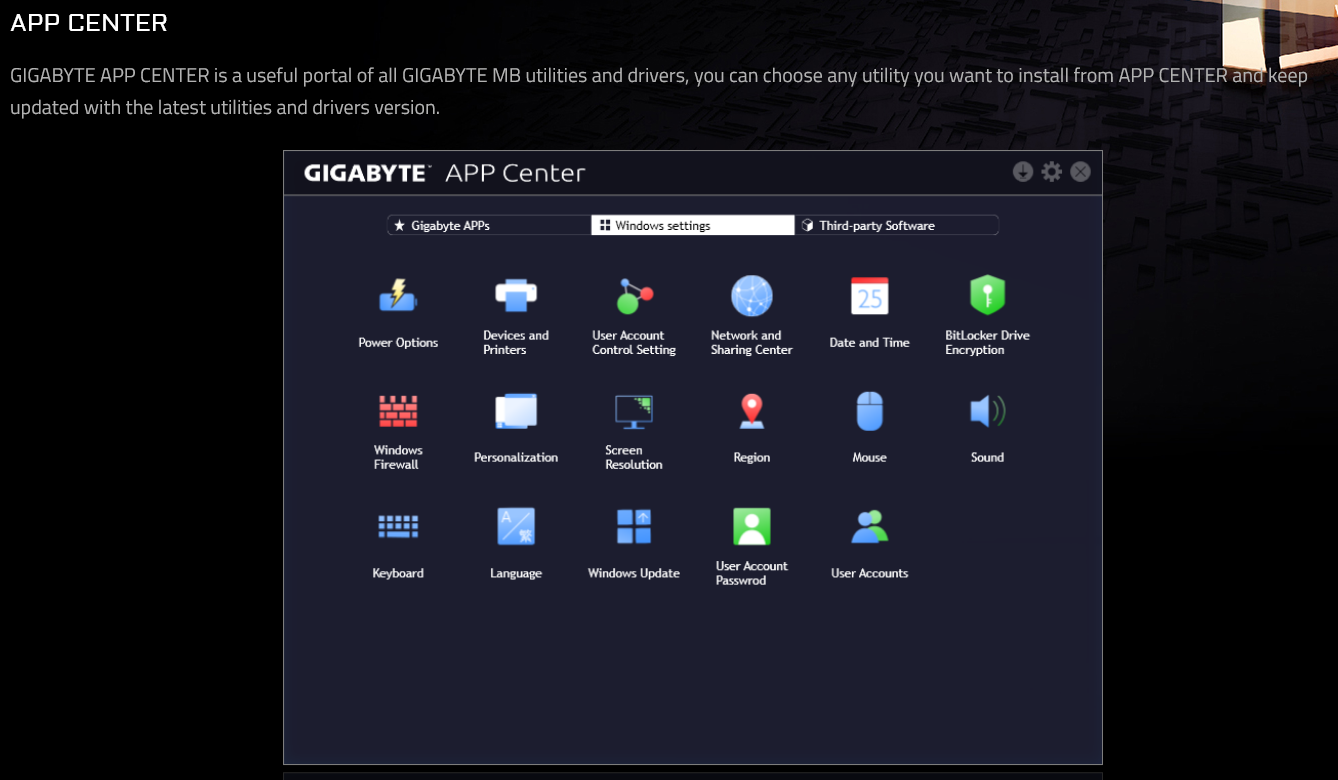 APP CENTER
GIGABYTE APP CENTER is a useful portal of all GIGABYTE MB utilities and drivers, you can choose any utility you want to install from APP CENTER and keep
updated with the latest utilities and drivers version.
GIGABYTE™ APP Center
Gigabyte APPs
Windows settings
Third-party Software
Power Options
Devices and
Printers
User Account
Control Setting
Network and
Sharing Center
25
Date and Time
BitLocker Drive
Encryption
Windows
Firewall
Personalization
Screen
Resolution
Region
Mouse
Sound
Keyboard
A
繁
Language
Windows Update
User Account
Passwrod
User Accounts